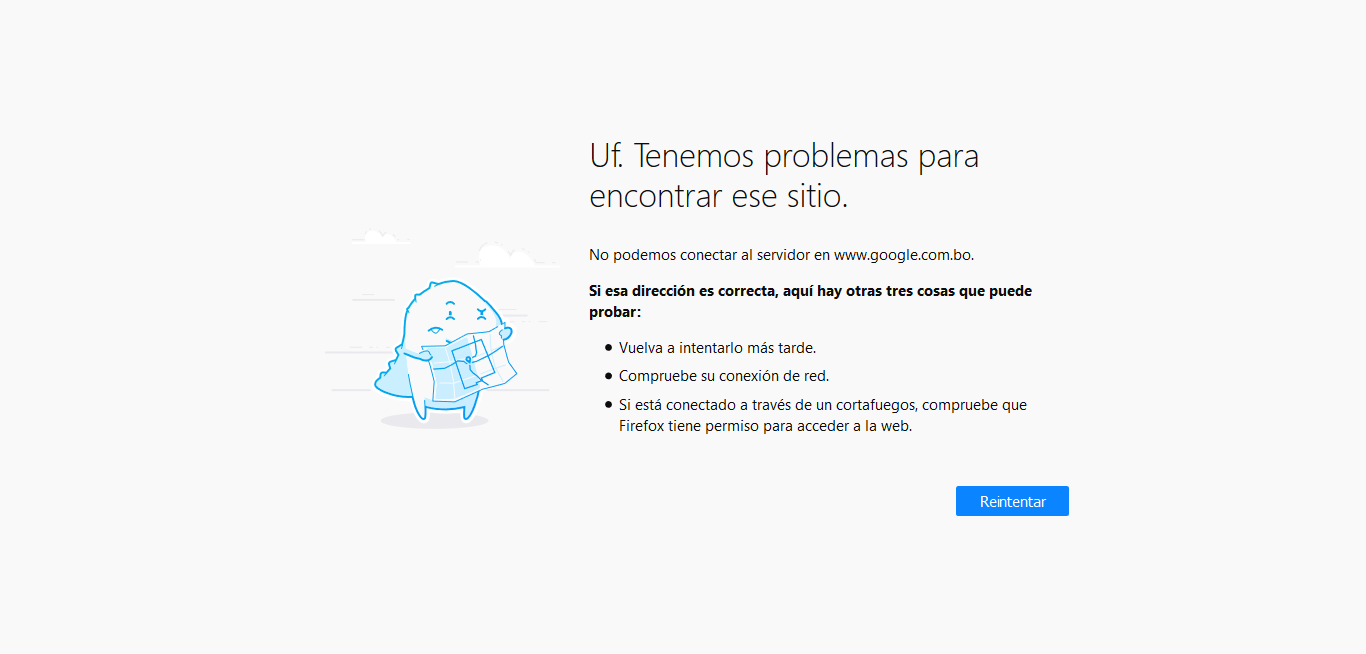 Uf. Tenemos problemas para
encontrar ese sitio.
No podemos conectar al servidor en www.google.com.bo.
Si esa dirección es correcta, aquí hay otras tres cosas que puede
probar:
• Vuelva a intentarlo más tarde.
• Compruebe su conexión de red.
• Si está conectado a través de un cortafuegos, compruebe que
Firefox tiene permiso para acceder a la web.
Reintentar